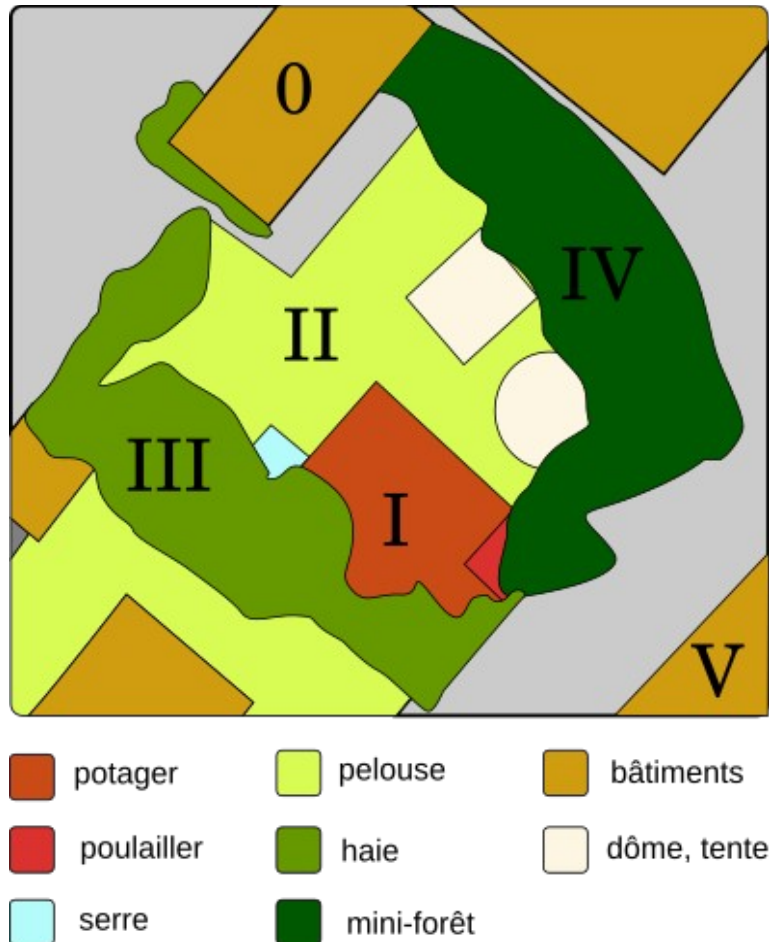 0
IV
II
III
I
V
potager pelouse bâtiments
poulailler haie dôme, tente
serre mini-forêt